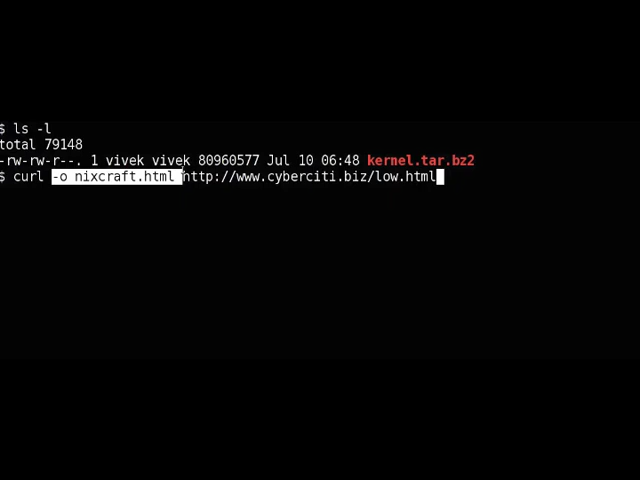 $ ls -l
total 79148
-rw-rw-r--. 1 vivek vivek 80960577 Jul 10 06:48 kernel.tar.bz2
$ curl -o nixcraft.html http://www.cyberciti.biz/low.html